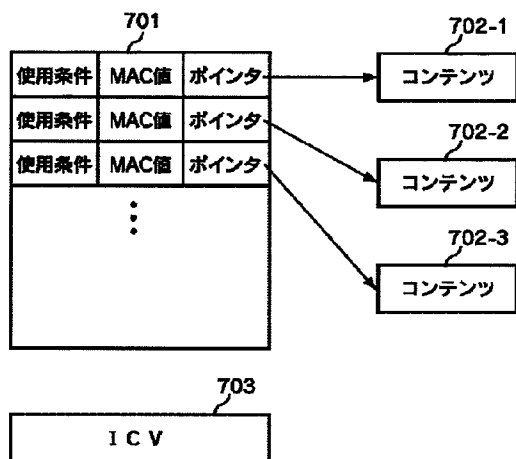 701
702-1
使用条件 MAC値 ポインタ
コンテンツ
使用条件 MAC値 ポインタ
702-2
使用条件 MAC値 ポインタ
コンテンツ
702-3
コンテンツ
703
ICV